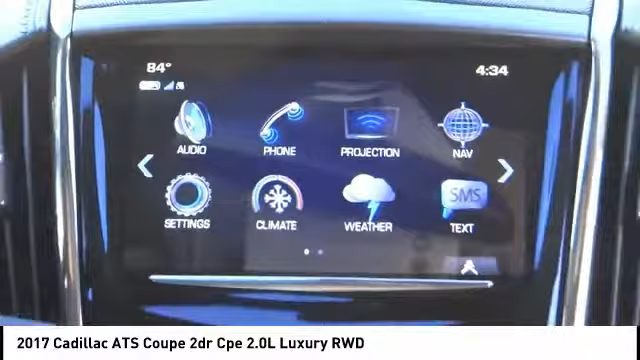 84°
4:34
AUDIO PHONE PROJECTION NAV
SETTINGS CLIMATE WEATHER SMS TEXT
2017 Cadillac ATS Coupe 2dr Cpe 2.0L Luxury RWD